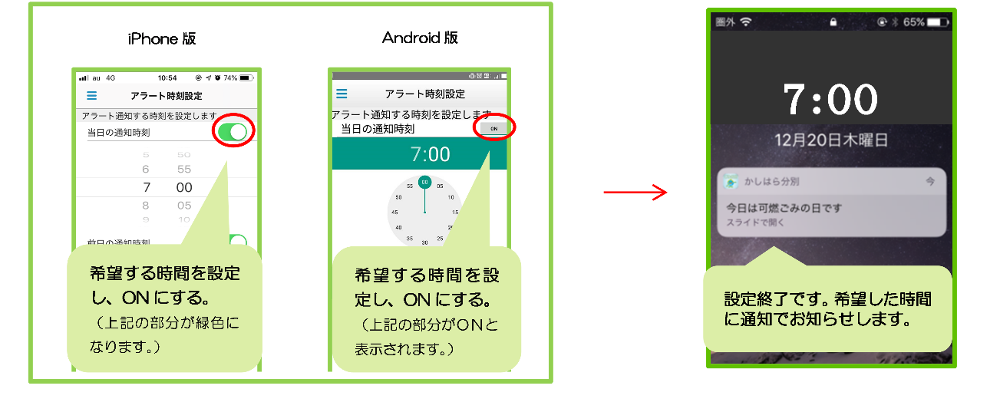 iPhone 版
au 4G 10:54 74%
アラート時刻設定
アラート通知する時刻を設定します
当日の通知時刻
5 50
6 55
7 00
8 05
9 10
前日の通知時刻
希望する時間を設定
し、ON にする。
（上記の部分が緑色に
なります。）
Android 版
アラート時刻設定
アラート通知する時刻を設定します
当日の通知時刻
ON
7:00
00
55 05
50 10
45 15
40
35 25
30
希望する時間を設
定し、ON にする。
（上記の部分がＯＮと
表示されます。）
圏外 65%
7:00
12月20日木曜日
かしはら分別 今
今日は可燃ごみの日です
スライドで開く
設定終了です。希望した時間
に通知でお知らせします。